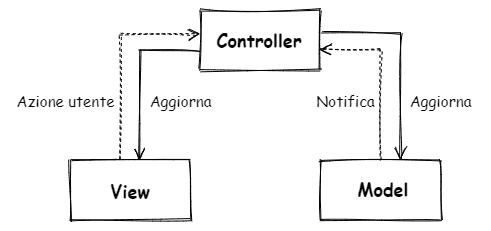 Controller
Azione utente
Aggiorna
Notifica
Aggiorna
View
Model